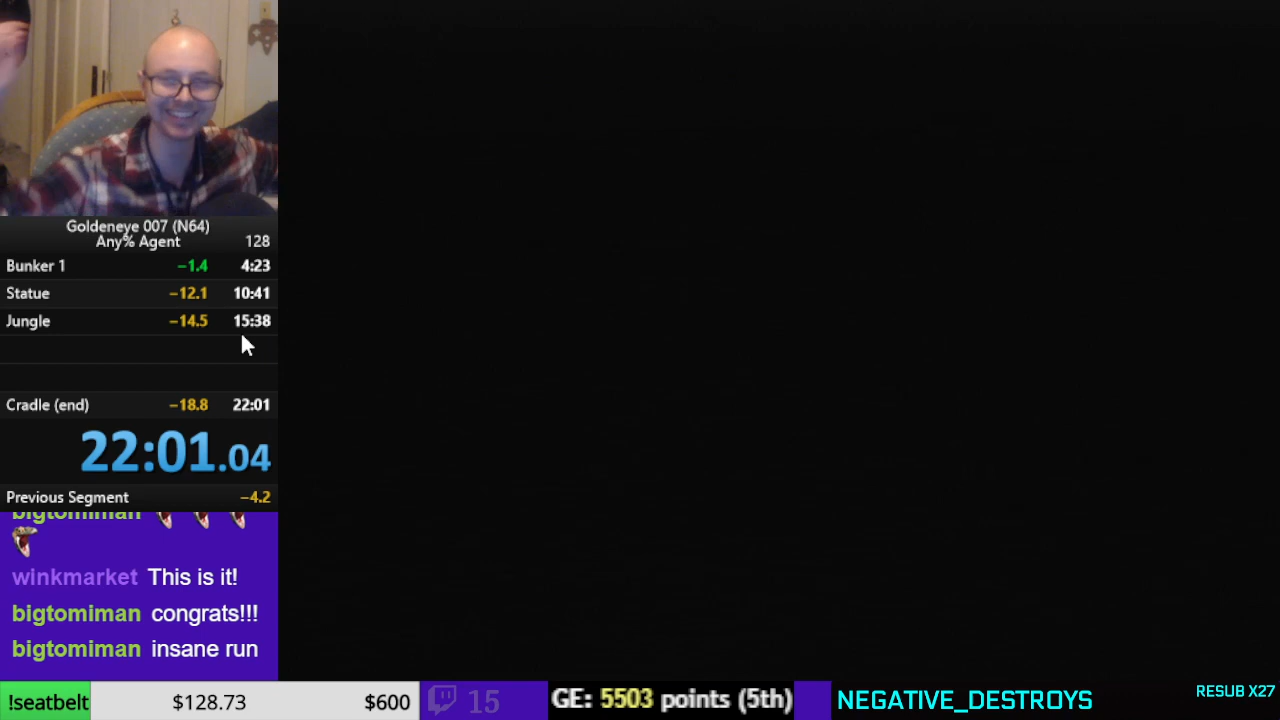 Goldeneye 007 (N64)
Any% Agent 128
Bunker 1 −1.4 4:23
Statue −12.1 10:41
Jungle −14.5 15:38
Cradle (end) −18.8 22:01
22:01.04
Previous Segment −4.2
bigtomiman
winkmarket This is it!
bigtomiman congrats!!!
bigtomiman insane run
!seatbelt $128.73 $600 15 GE: 5503 points (5th) NEGATIVE_DESTROYS RESUB X27